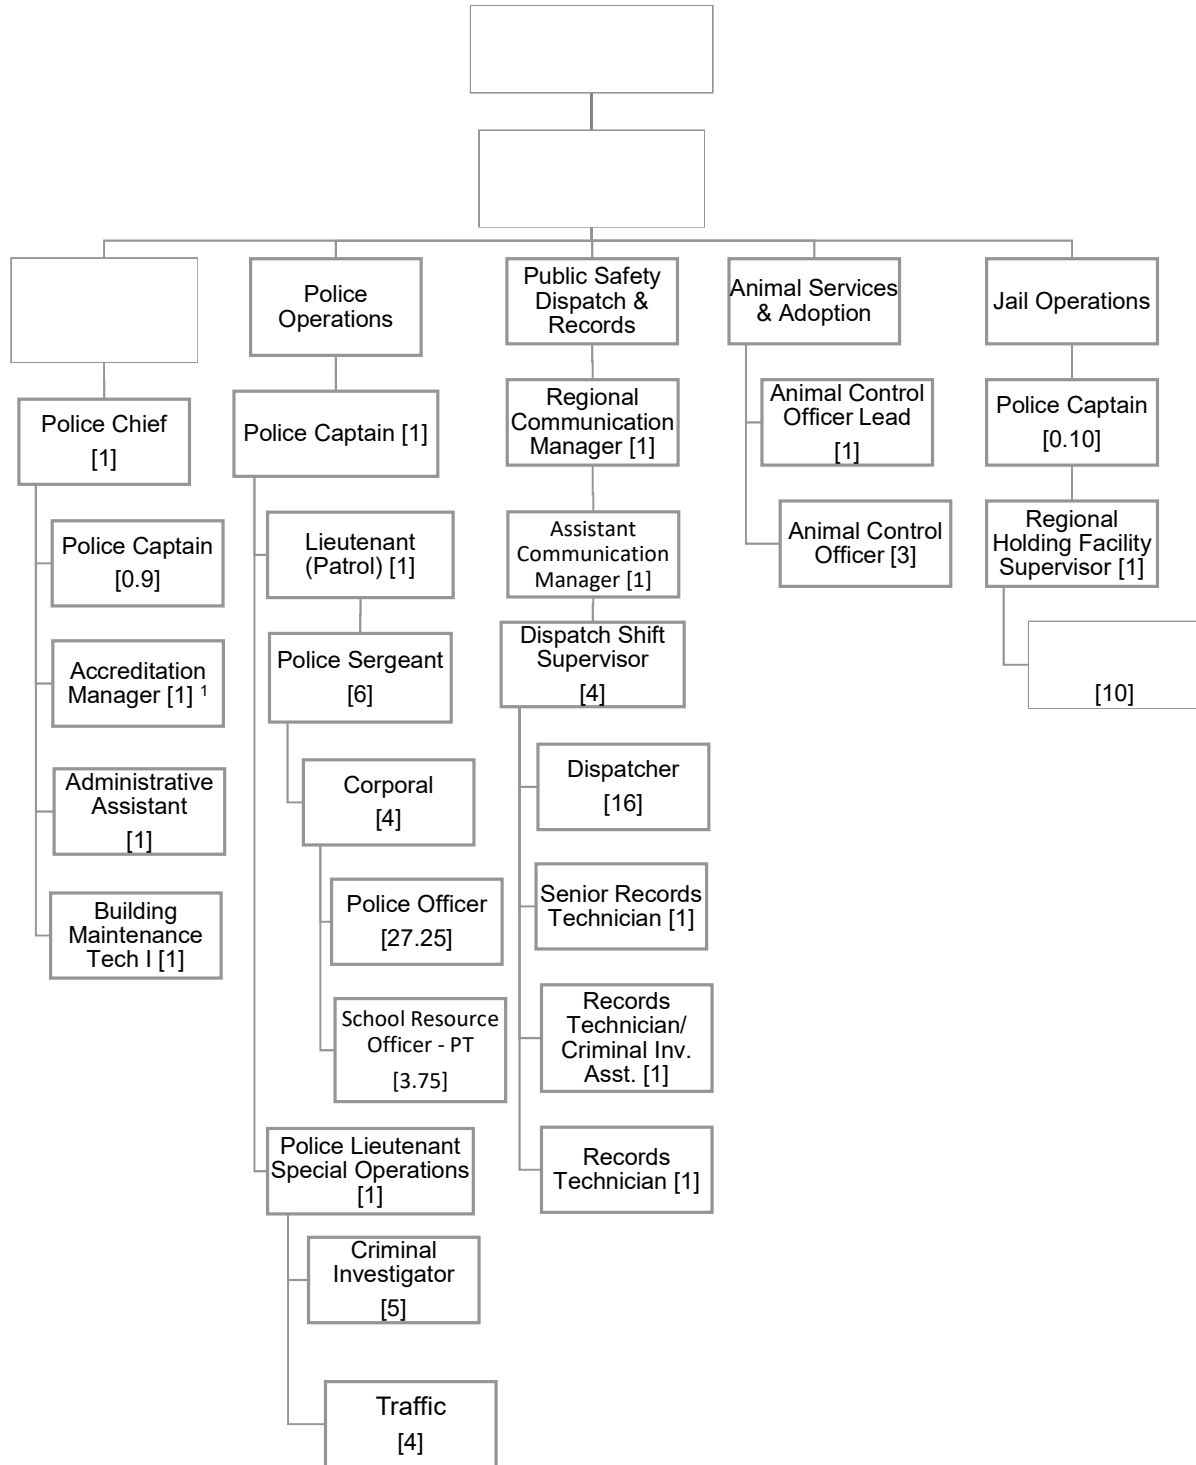 Police Chief
[1]
Police Captain
[0.9]
Accreditation
Manager [1] ¹
Administrative
Assistant
[1]
Building
Maintenance
Tech I [1]
Police
Operations
Police Captain [1]
Lieutenant
(Patrol) [1]
Police Sergeant
[6]
Corporal
[4]
Police Officer
[27.25]
School Resource
Officer - PT
[3.75]
Police Lieutenant
Special Operations
[1]
Criminal
Investigator
[5]
Traffic
[4]
Public Safety
Dispatch &
Records
Regional
Communication
Manager [1]
Assistant
Communication
Manager [1]
Dispatch Shift
Supervisor
[4]
Dispatcher
[16]
Senior Records
Technician [1]
Records
Technician/
Criminal Inv.
Asst. [1]
Records
Technician [1]
Animal Services
& Adoption
Animal Control
Officer Lead
[1]
Animal Control
Officer [3]
Jail Operations
Police Captain
[0.10]
Regional
Holding Facility
Supervisor [1]
[10]